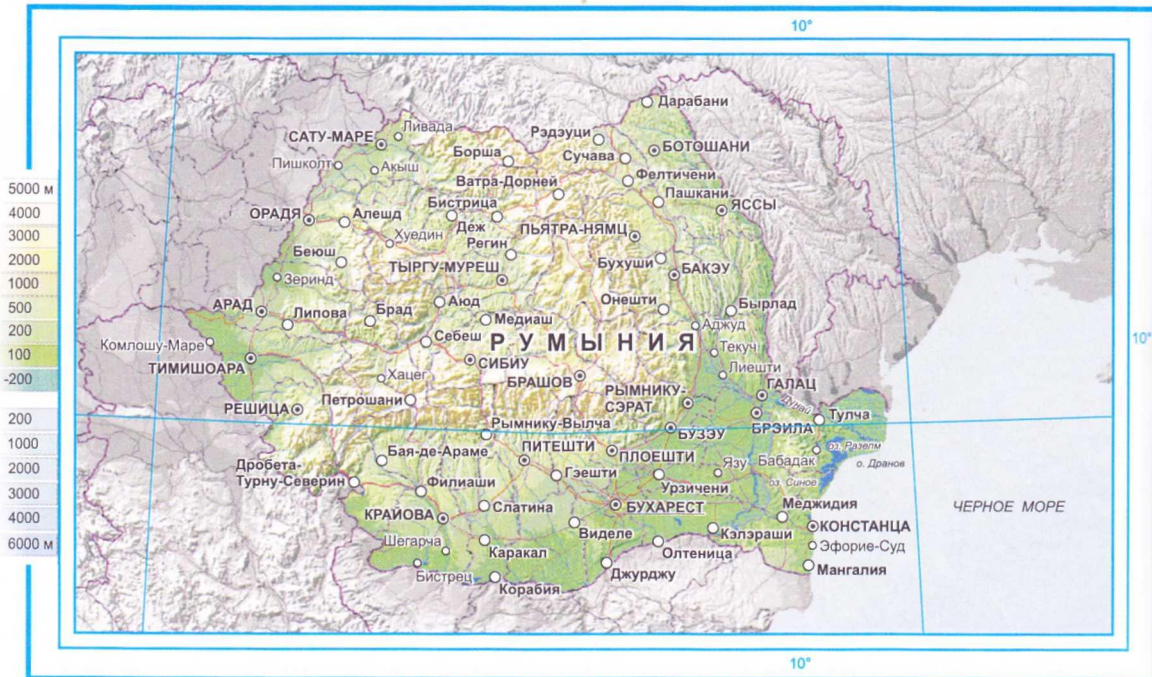 10°
Дарабани
САТУ-МАРЕ
Ливада
Рэдэуци
БОТОШАНИ
Борша
Сучава
Пишколт
Акыш
Фелтичени
5000 м
Ватра-Дорней
Пашкани
4000
Бистрица
ЯССЫ
ОРАДЯ
Алешд
Деж
3000
Хуедин
ПЬЯТРА-НЯМЦ
Регин
2000
Беюш
Бухуши
ТЫРГУ-МУРЕШ
БАКЭУ
1000
Зеринд
АРАД
Аюд
Онешти
Бырлад
500
Липова
Брад
Медиаш
Аджуд
200
Комлошу-Маре
Себеш
РУМЫНИЯ
10°
Текуч
100
ТИМИШОАРА
СИБИУ
Лиешти
-200
Хацег
БРАШОВ
ГАЛАЦ
РЫМНИКУ-
СЭРАТ
Петрошани
Дунай
200
РЕШИЦА
Тулча
Рымнику-Вылча
БУЗЭУ
БРЭИЛА
1000
ПИТЕШТИ
ПЛОЕШТИ
оз. Разелм
Бая-де-Араме
Бабадак
о. Дранов
2000
Дробета-
Турну-Северин
Гэешти
Язу
Урзичени
оз. Синое
3000
Филиаши
Слатина
БУХАРЕСТ
Меджидия
ЧЕРНОЕ МОРЕ
4000
КРАЙОВА
Виделе
Кэлэраши
КОНСТАНЦА
6000 м
Шегарча
Каракал
Олтеница
Эфорие-Суд
Бистрец
Корабия
Джурджу
Мангалия
10°